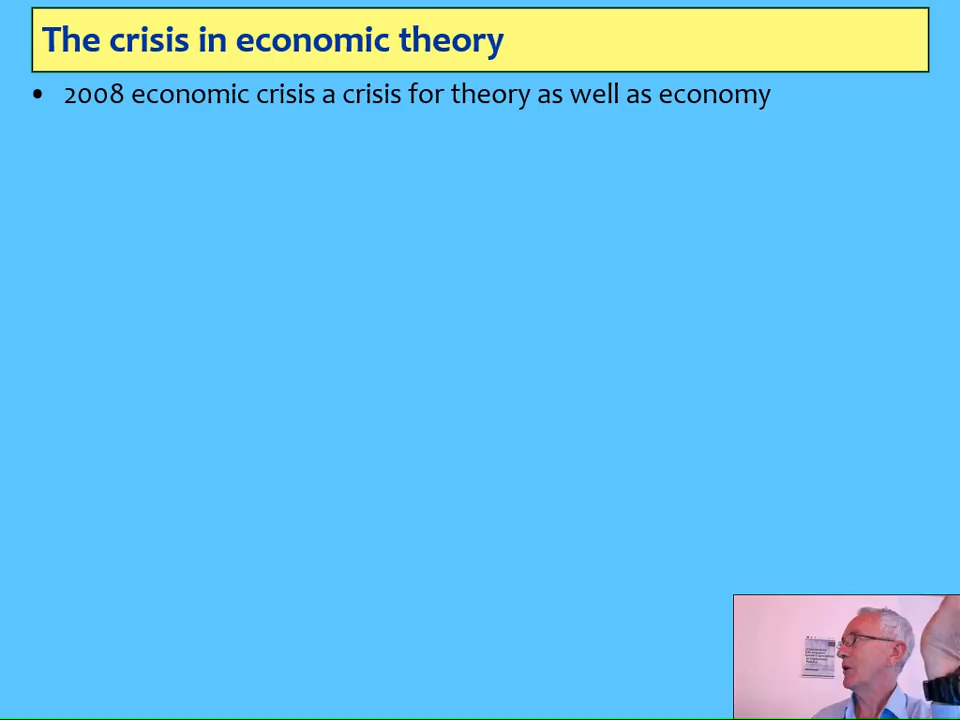 The crisis in economic theory
• 2008 economic crisis a crisis for theory as well as economy